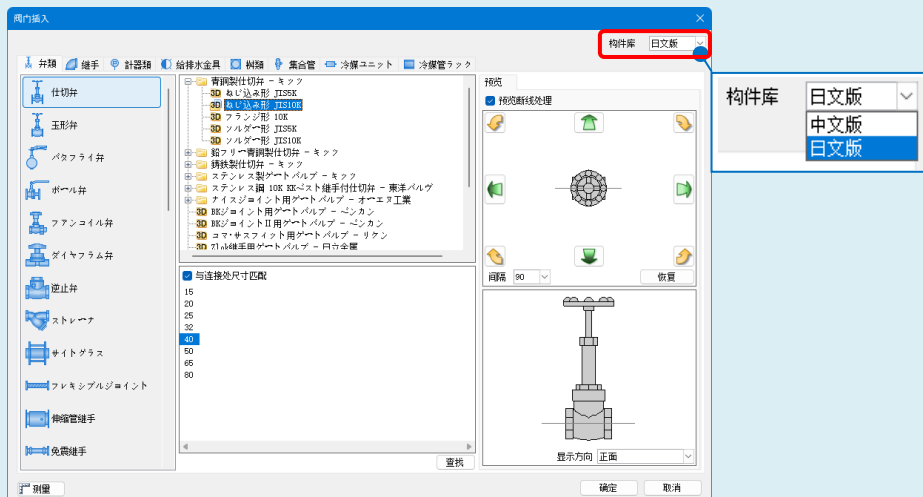 阀门插入
构件库 日文版
弁類 継手 計器類 給排水金具 桝類 集合管 冷媒ユニット 冷媒管ラック
仕切弁
玉形弁
バタフライ弁
ボール弁
ファンコイル弁
ダイヤフラム弁
逆止弁
ストレーナ
サイトグラス
フレキシブルジョイント
伸縮管継手
免震継手
青銅製仕切弁 - キッツ
3D ねじ込み形 JIS5K
3D ねじ込み形 JIS10K
3D フランジ形 10K
3D ソルダー形 JIS5K
3D ソルダー形 JIS10K
鉛フリー青銅製仕切弁 - キッツ
鋳鉄製仕切弁 - キッツ
ステンレス製ゲートバルブ - キッツ
ステンレス鋼 10K KKベスト継手付仕切弁 - 東洋バルヴ
ナイスジョイント用ゲートバルブ - オーエヌ工業
3D BKジョイント用ゲートバルブ - ベンカン
3D BKジョイントII用ゲートバルブ - ベンカン
3D コマ・サスフィット用ゲートバルブ - リケン
与连接处尺寸匹配
15
20
25
32
40
50
65
80
查找
预览
预览断线处理
间隔 90
恢复
显示方向 正面
测量
确定 取消
构件库 日文版
中文版
日文版